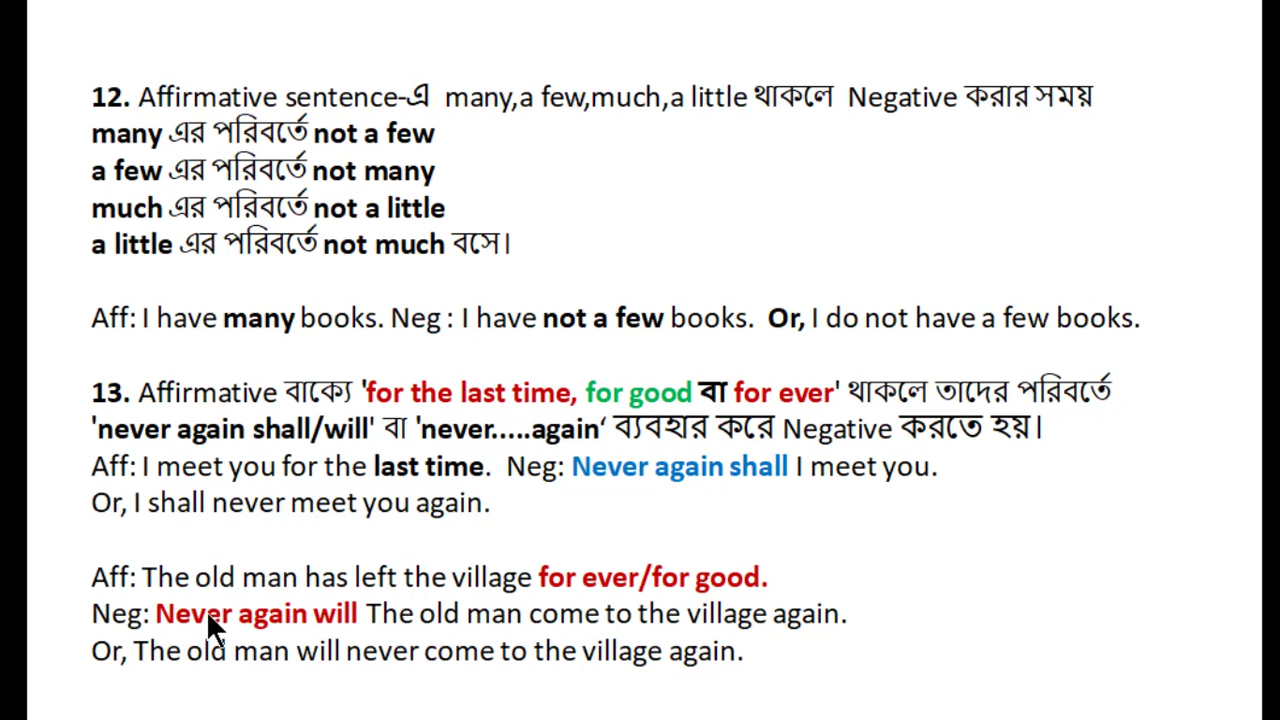 12. Affirmative sentence-এ many,a few,much,a little থাকলে Negative করার সময়
many এর পরিবর্তে not a few
a few এর পরিবর্তে not many
much এর পরিবর্তে not a little
a little এর পরিবর্তে not much বসে।
Aff: I have many books. Neg : I have not a few books. Or, I do not have a few books.
13. Affirmative বাক্যে 'for the last time, for good বা for ever' থাকলে তাদের পরিবর্তে
'never again shall/will' বা 'never.....again‘ ব্যবহার করে Negative করতে হয়।
Aff: I meet you for the last time. Neg: Never again shall I meet you.
Or, I shall never meet you again.
Aff: The old man has left the village for ever/for good.
Neg: Never again will The old man come to the village again.
Or, The old man will never come to the village again.